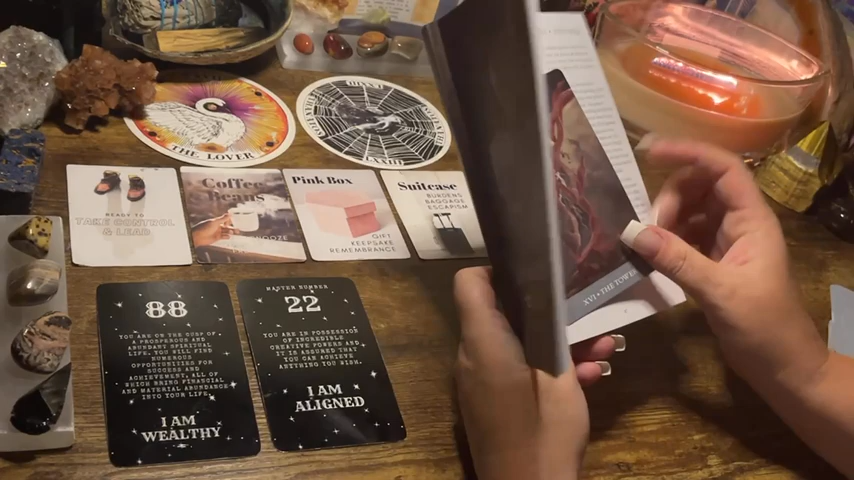 THE LOVER
LXXIII
READY TO
TAKE CONTROL
& LEAD
Coffee
Beans
Pink Box
GIFT
KEEPSAKE
REMEMBRANCE
Suitcase
BURDENS
BAGGAGE
ESCAPISM
88
YOU ARE ON THE CUSP OF
A PROSPEROUS AND
ABUNDANT SPIRITUAL
LIFE. YOU WILL FIND
NUMEROUS
OPPORTUNITIES FOR
SUCCESS AND
ACHIEVEMENT, ALL OF
WHICH BRING FINANCIAL
AND MATERIAL ABUNDANCE
INTO YOUR LIFE.
I AM
WEALTHY
MASTER NUMBER
22
YOU ARE IN POSSESSION
OF INCREDIBLE
CREATIVE POWERS AND
IT IS ASSURED THAT
YOU CAN ACHIEVE
ANYTHING YOU WISH.
I AM
ALIGNED
XVI • THE TOWER